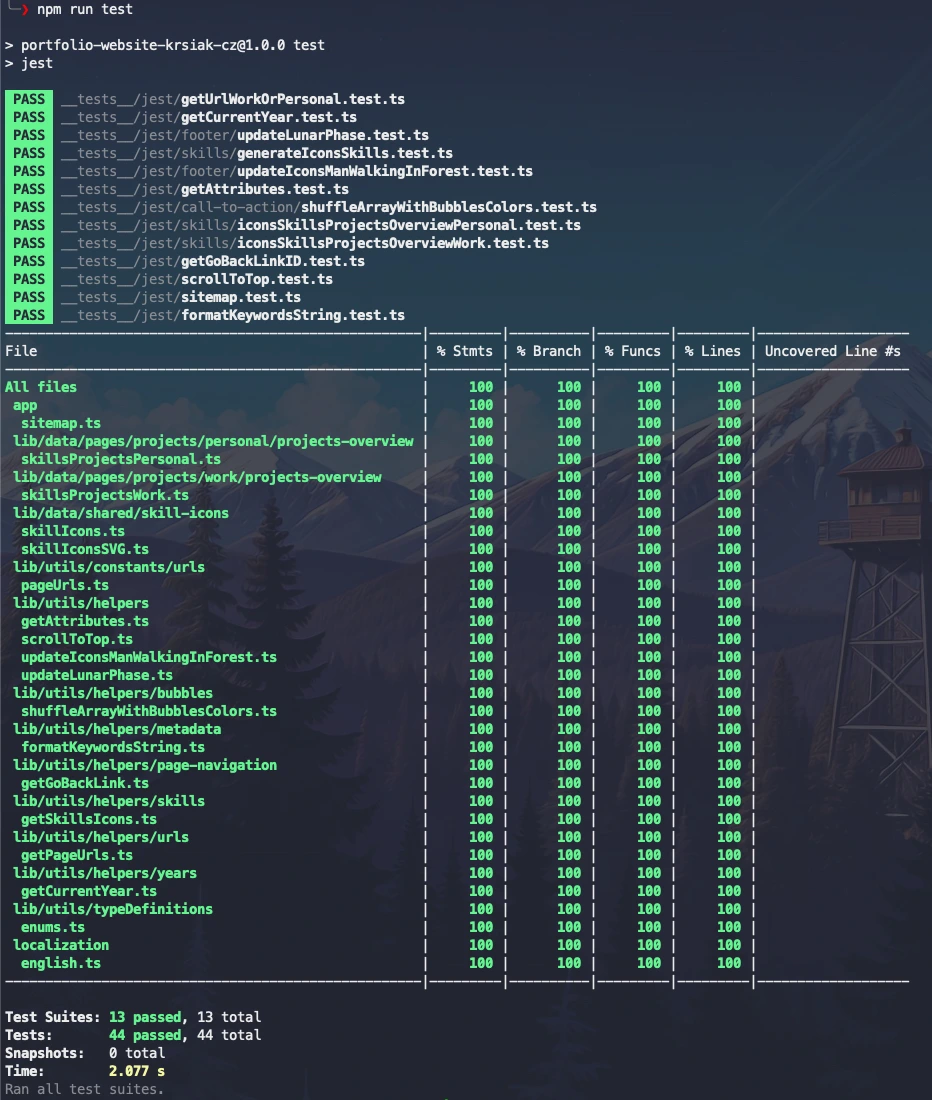 npm run test
> portfolio-website-krsiak-cz@1.0.0 test
> jest
PASS __tests__/jest/getUrlWorkOrPersonal.test.ts
PASS __tests__/jest/getCurrentYear.test.ts
PASS __tests__/jest/footer/updateLunarPhase.test.ts
PASS __tests__/jest/skills/generateIconsSkills.test.ts
PASS __tests__/jest/footer/updateIconsManWalkingInForest.test.ts
PASS __tests__/jest/getAttributes.test.ts
PASS __tests__/jest/call-to-action/shuffleArrayWithBubblesColors.test.ts
PASS __tests__/jest/skills/iconsSkillsProjectsOverviewPersonal.test.ts
PASS __tests__/jest/skills/iconsSkillsProjectsOverviewWork.test.ts
PASS __tests__/jest/getGoBackLinkID.test.ts
PASS __tests__/jest/scrollToTop.test.ts
PASS __tests__/jest/sitemap.test.ts
PASS __tests__/jest/formatKeywordsString.test.ts
File | % Stmts | % Branch | % Funcs | % Lines | Uncovered Line #s
All files | 100 | 100 | 100 | 100 |
app | 100 | 100 | 100 | 100 |
sitemap.ts | 100 | 100 | 100 | 100 |
lib/data/pages/projects/personal/projects-overview | 100 | 100 | 100 | 100 |
skillsProjectsPersonal.ts | 100 | 100 | 100 | 100 |
lib/data/pages/projects/work/projects-overview | 100 | 100 | 100 | 100 |
skillsProjectsWork.ts | 100 | 100 | 100 | 100 |
lib/data/shared/skill-icons | 100 | 100 | 100 | 100 |
skillIcons.ts | 100 | 100 | 100 | 100 |
skillIconsSVG.ts | 100 | 100 | 100 | 100 |
lib/utils/constants/urls | 100 | 100 | 100 | 100 |
pageUrls.ts | 100 | 100 | 100 | 100 |
lib/utils/helpers | 100 | 100 | 100 | 100 |
getAttributes.ts | 100 | 100 | 100 | 100 |
scrollToTop.ts | 100 | 100 | 100 | 100 |
updateIconsManWalkingInForest.ts | 100 | 100 | 100 | 100 |
updateLunarPhase.ts | 100 | 100 | 100 | 100 |
lib/utils/helpers/bubbles | 100 | 100 | 100 | 100 |
shuffleArrayWithBubblesColors.ts | 100 | 100 | 100 | 100 |
lib/utils/helpers/metadata | 100 | 100 | 100 | 100 |
formatKeywordsString.ts | 100 | 100 | 100 | 100 |
lib/utils/helpers/page-navigation | 100 | 100 | 100 | 100 |
getGoBackLink.ts | 100 | 100 | 100 | 100 |
lib/utils/helpers/skills | 100 | 100 | 100 | 100 |
getSkillsIcons.ts | 100 | 100 | 100 | 100 |
lib/utils/helpers/urls | 100 | 100 | 100 | 100 |
getPageUrls.ts | 100 | 100 | 100 | 100 |
lib/utils/helpers/years | 100 | 100 | 100 | 100 |
getCurrentYear.ts | 100 | 100 | 100 | 100 |
lib/utils/typeDefinitions | 100 | 100 | 100 | 100 |
enums.ts | 100 | 100 | 100 | 100 |
localization | 100 | 100 | 100 | 100 |
english.ts | 100 | 100 | 100 | 100 |
Test Suites: 13 passed, 13 total
Tests: 44 passed, 44 total
Snapshots: 0 total
Time: 2.077 s
Ran all test suites.